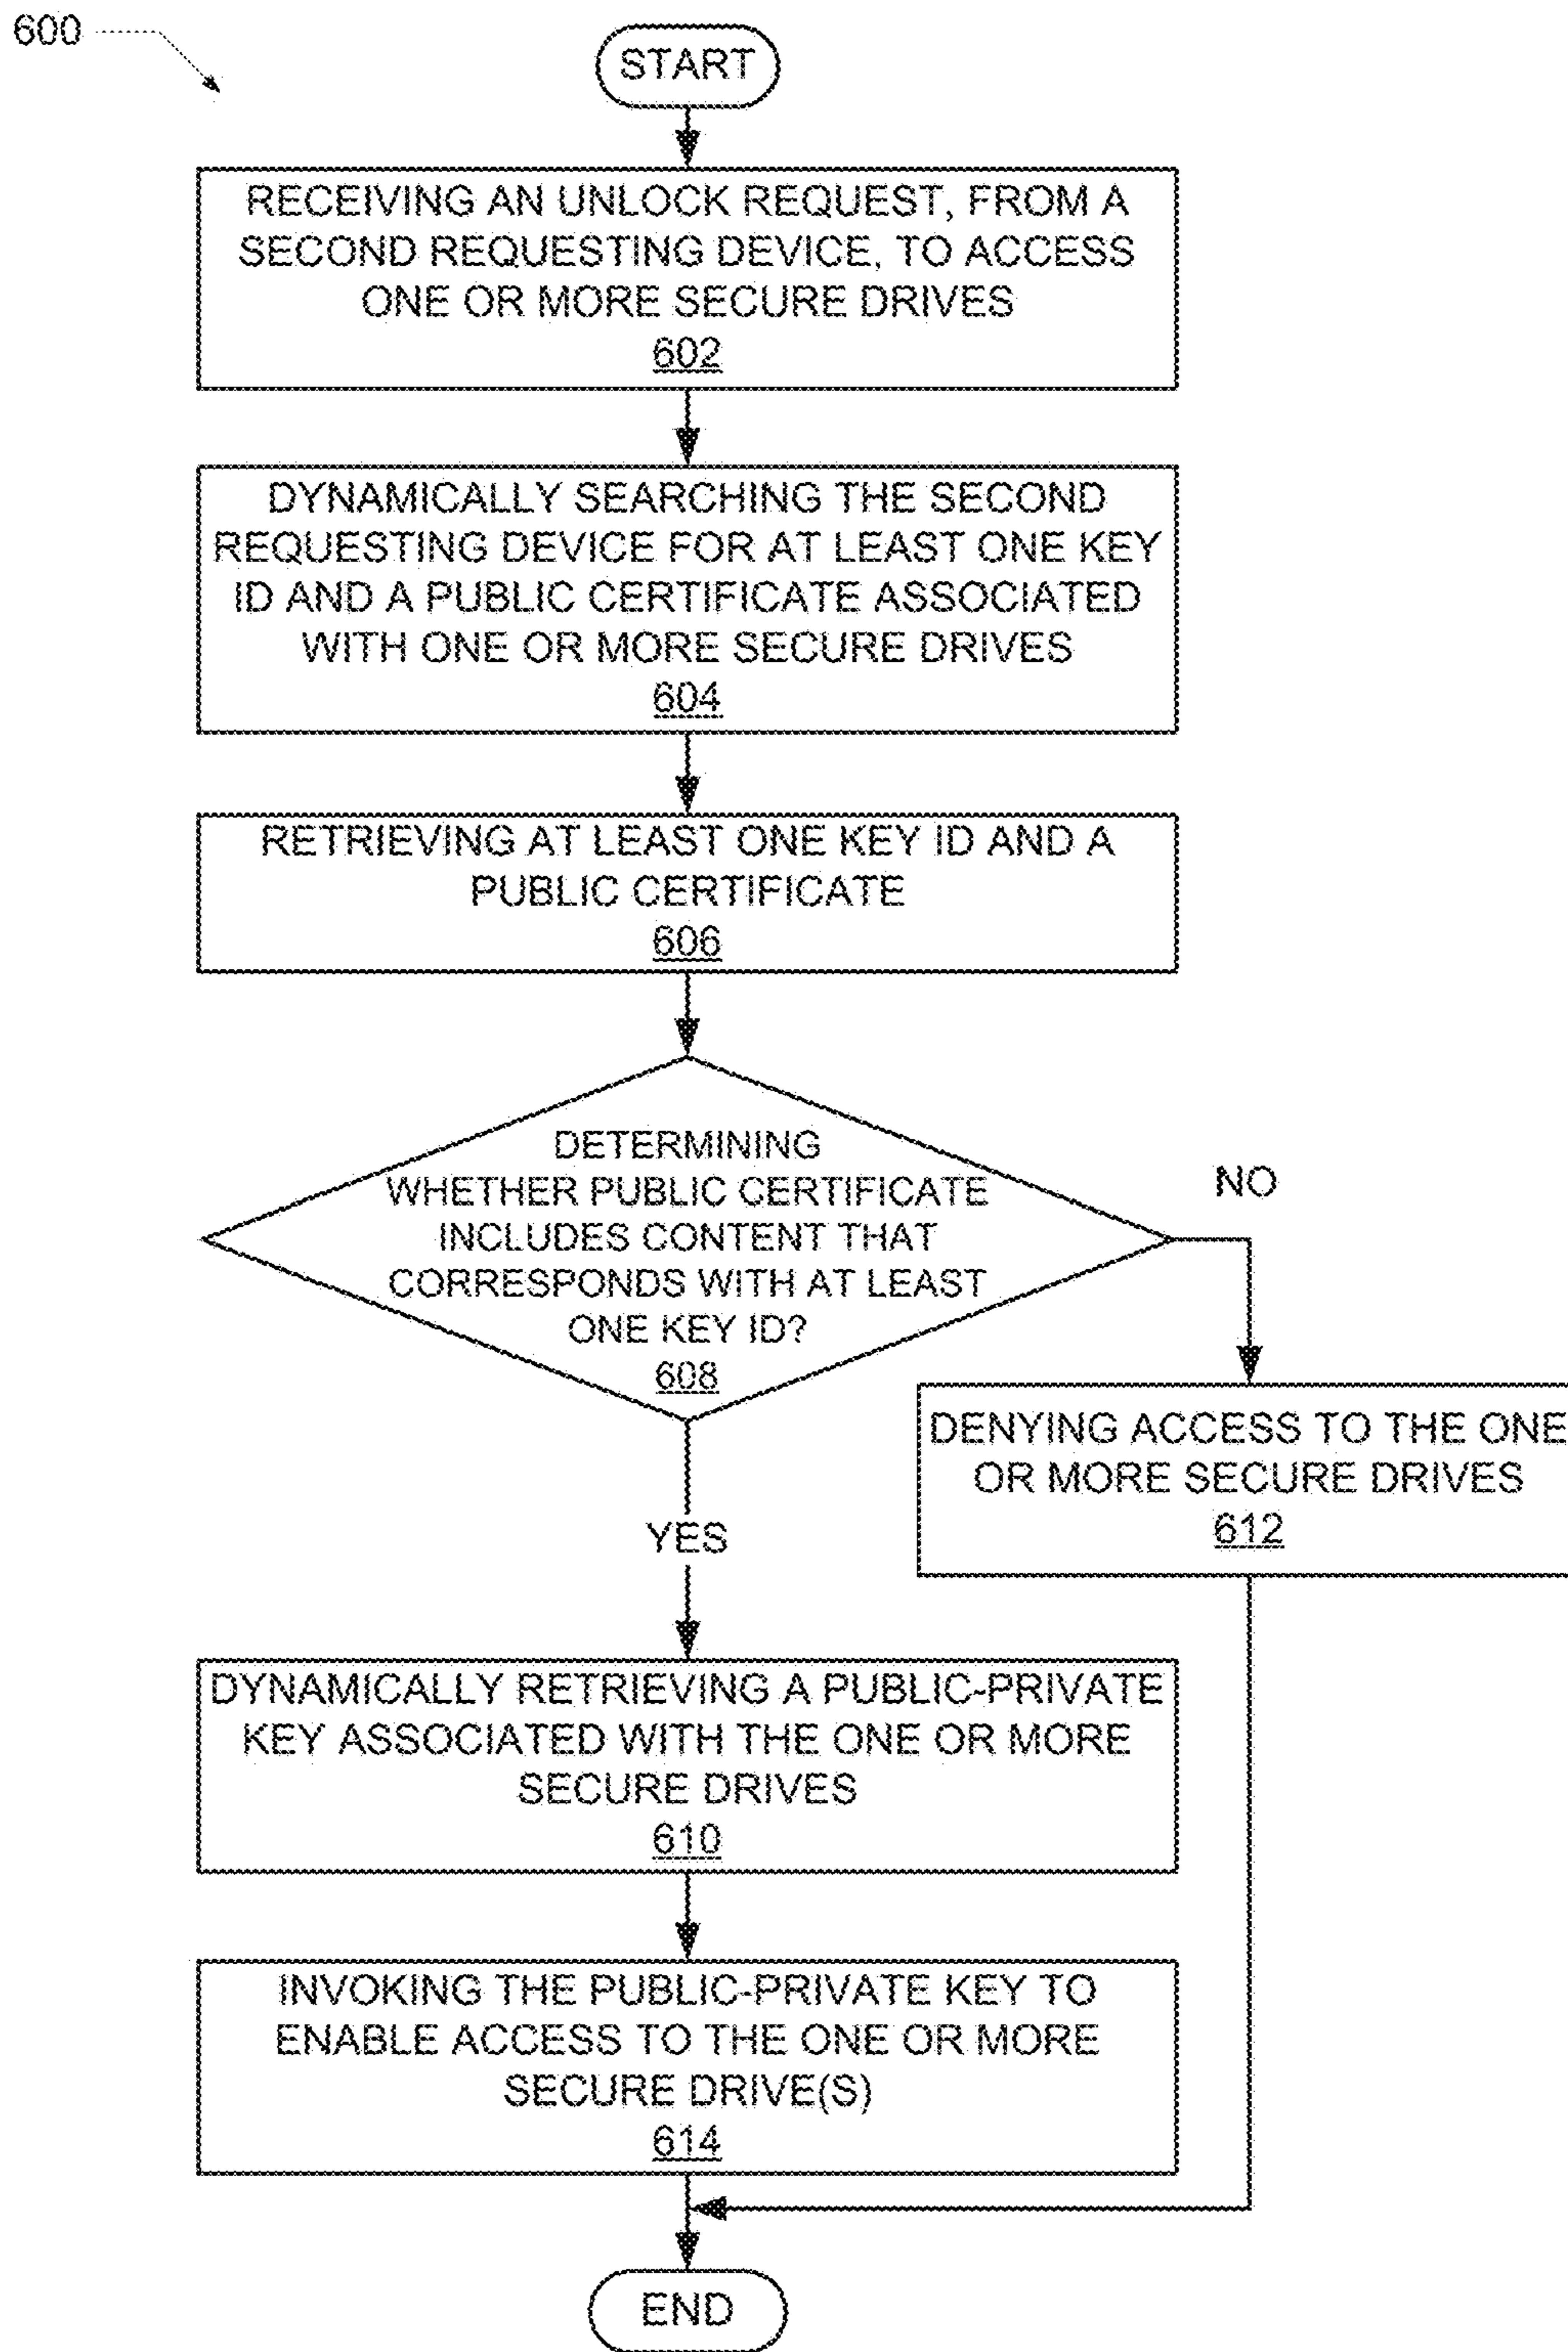 600
START
RECEIVING AN UNLOCK REQUEST, FROM A
SECOND REQUESTING DEVICE, TO ACCESS
ONE OR MORE SECURE DRIVES
602
DYNAMICALLY SEARCHING THE SECOND
REQUESTING DEVICE FOR AT LEAST ONE KEY
ID AND A PUBLIC CERTIFICATE ASSOCIATED
WITH ONE OR MORE SECURE DRIVES
604
RETRIEVING AT LEAST ONE KEY ID AND A
PUBLIC CERTIFICATE
606
DETERMINING
WHETHER PUBLIC CERTIFICATE
INCLUDES CONTENT THAT
CORRESPONDS WITH AT LEAST
ONE KEY ID?
608
NO
DENYING ACCESS TO THE ONE
OR MORE SECURE DRIVES
612
YES
DYNAMICALLY RETRIEVING A PUBLIC-PRIVATE
KEY ASSOCIATED WITH THE ONE OR MORE
SECURE DRIVES
610
INVOKING THE PUBLIC-PRIVATE KEY TO
ENABLE ACCESS TO THE ONE OR MORE
SECURE DRIVE(S)
614
END